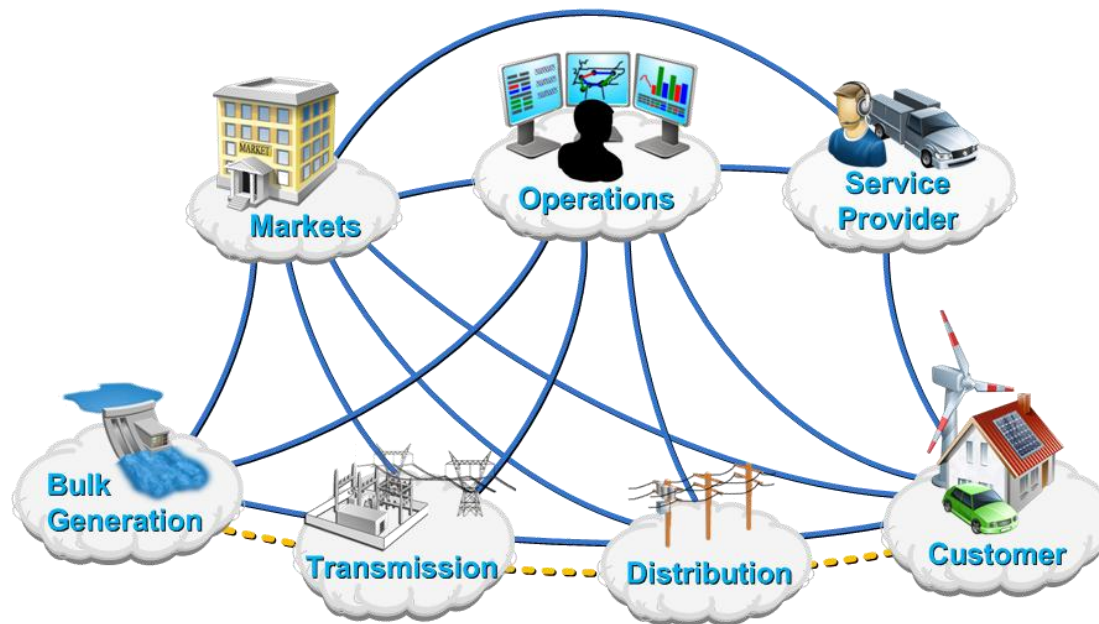 MARKET
Markets
Operations
Service
Provider
Bulk
Generation
Transmission
Distribution
Customer